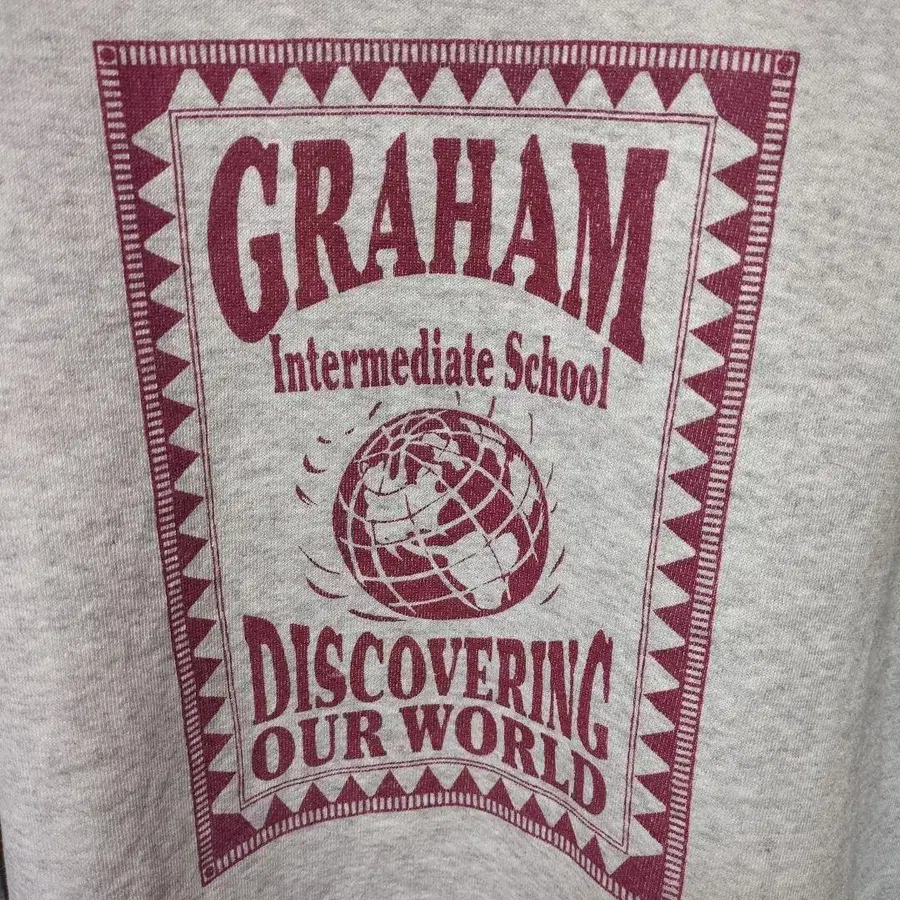 GRAHAM
Intermediate School
DISCOVERING
OUR WORLD